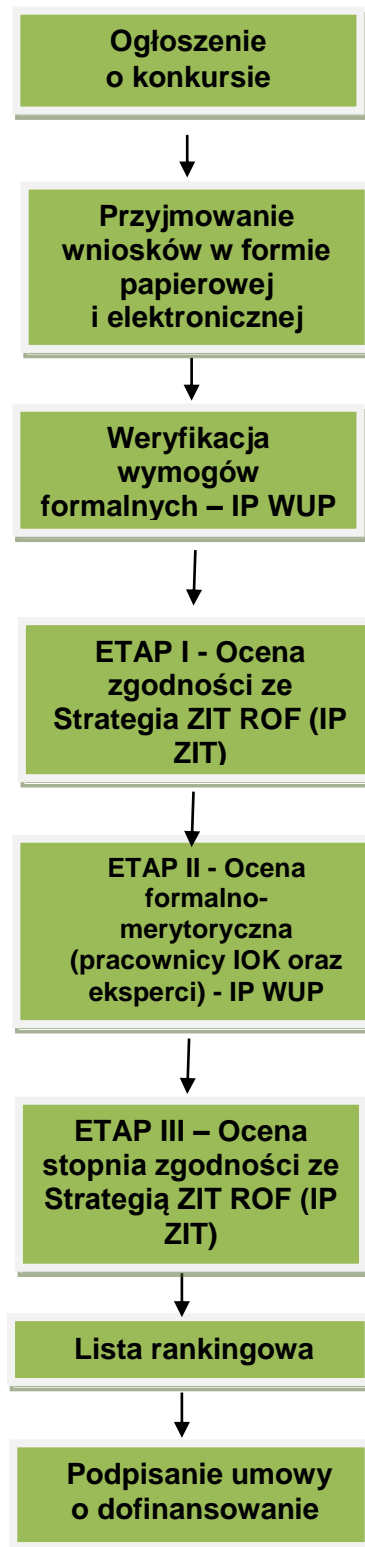 Ogłoszenie
o konkursie
Przyjmowanie
wniosków w formie
papierowej
i elektronicznej
Weryfikacja
wymogów
formalnych – IP WUP
ETAP I - Ocena
zgodności ze
Strategia ZIT ROF (IP
ZIT)
ETAP II - Ocena
formalno-
merytoryczna
(pracownicy IOK oraz
eksperci) - IP WUP
ETAP III – Ocena
stopnia zgodności ze
Strategią ZIT ROF (IP
ZIT)
Lista rankingowa
Podpisanie umowy
o dofinansowanie